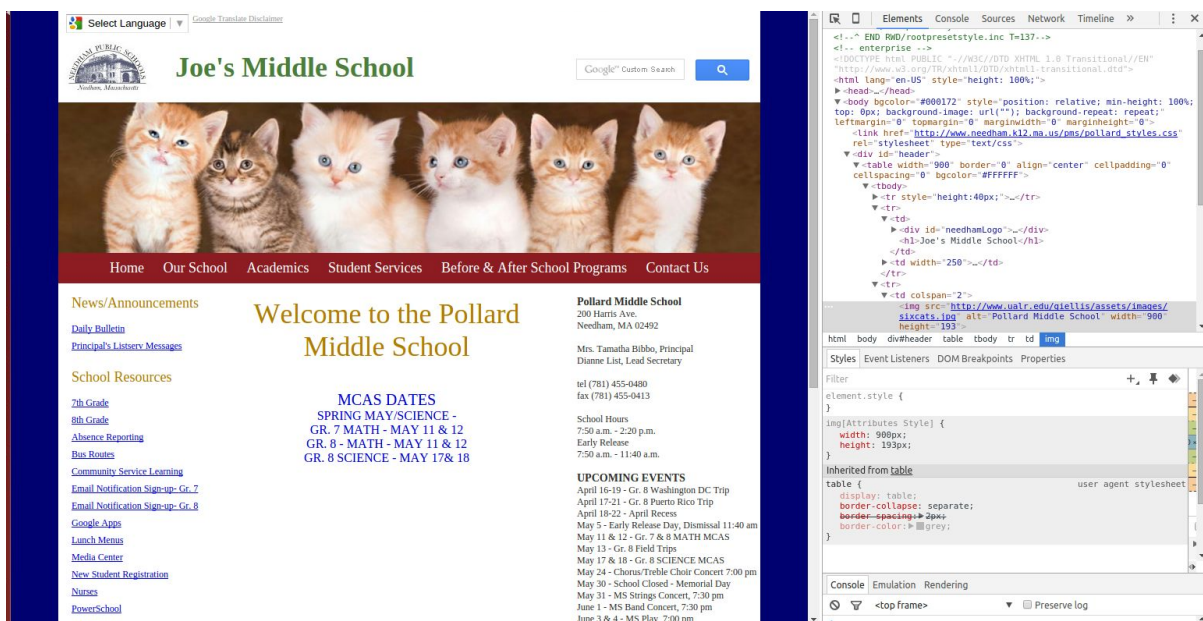 Select Language ▼
Google Translate Disclaimer
NEEDHAM PUBLIC SCHOOLS
Needham, Massachusetts
Joe's Middle School
Google™ Custom Search
Home Our School Academics Student Services Before & After School Programs Contact Us
News/Announcements
Daily Bulletin
Principal's Listserv Messages
School Resources
7th Grade
8th Grade
Absence Reporting
Bus Routes
Community Service Learning
Email Notification Sign-up- Gr. 7
Email Notification Sign-up- Gr. 8
Google Apps
Lunch Menus
Media Center
New Student Registration
Nurses
PowerSchool
Welcome to the Pollard
Middle School
MCAS DATES
SPRING MAY/SCIENCE -
GR. 7 MATH - MAY 11 & 12
GR. 8 - MATH - MAY 11 & 12
GR. 8 SCIENCE - MAY 17& 18
Pollard Middle School
200 Harris Ave.
Needham, MA 02492
Mrs. Tamatha Bibbo, Principal
Dianne List, Lead Secretary
tel (781) 455-0480
fax (781) 455-0413
School Hours
7:50 a.m. - 2:20 p.m.
Early Release
7:50 a.m. - 11:40 a.m.
UPCOMING EVENTS
April 16-19 - Gr. 8 Washington DC Trip
April 17-21 - Gr. 8 Puerto Rico Trip
April 18-22 - April Recess
May 5 - Early Release Day, Dismissal 11:40 am
May 11 & 12 - Gr. 7 & 8 MATH MCAS
May 13 - Gr. 8 Field Trips
May 17 & 18 - Gr. 8 SCIENCE MCAS
May 24 - Chorus/Treble Choir Concert 7:00 pm
May 30 - School Closed - Memorial Day
May 31 - MS Strings Concert, 7:30 pm
June 1 - MS Band Concert, 7:30 pm
June 3 & 4 - MS Play, 7:00 pm
Elements Console Sources Network Timeline »
<!--^ END RWD/rootpresetstyle.inc T=137-->
<!-- enterprise -->
<!DOCTYPE html PUBLIC "-//W3C//DTD XHTML 1.0 Transitional//EN"
"http://www.w3.org/TR/xhtml1/DTD/xhtml1-transitional.dtd">
<html lang="en-US" style="height: 100%;">
▶<head>…</head>
▼<body bgcolor="#000172" style="position: relative; min-height: 100%;
top: 0px; background-image: url(""); background-repeat: repeat;"
leftmargin="0" topmargin="0" marginwidth="0" marginheight="0">
<link href="http://www.needham.k12.ma.us/pms/pollard_styles.css"
rel="stylesheet" type="text/css">
▼<div id="header">
▼<table width="900" border="0" align="center" cellpadding="0"
cellspacing="0" bgcolor="#FFFFFF">
▼<tbody>
▶<tr style="height:40px;">…</tr>
▼<tr>
▼<td>
▶<div id="needhamLogo">…</div>
<h1>Joe's Middle School</h1>
</td>
▶<td width="250">…</td>
</tr>
▼<tr>
▼<td colspan="2">
<img src="http://www.ualr.edu/qiellis/assets/images/
sixcats.jpg" alt="Pollard Middle School" width="900"
height="193">
html body div#header table tbody tr td img
Styles Event Listeners DOM Breakpoints Properties
Filter
element.style {
}
img[Attributes Style] {
width: 900px;
height: 193px;
}
Inherited from table
table { user agent stylesheet
display: table;
border-collapse: separate;
border-spacing:▶2px;
border-color:▶grey;
}
Console Emulation Rendering
<top frame> ▼ Preserve log